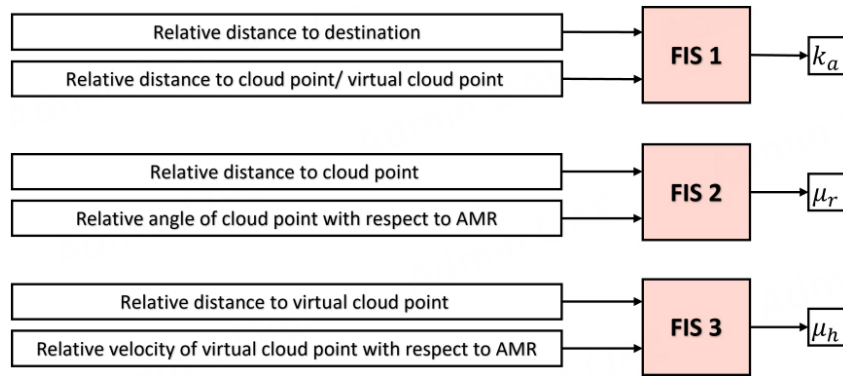 Relative distance to destination
Relative distance to cloud point/ virtual cloud point
FIS 1
k_a
Relative distance to cloud point
Relative angle of cloud point with respect to AMR
FIS 2
μ_r
Relative distance to virtual cloud point
Relative velocity of virtual cloud point with respect to AMR
FIS 3
μ_h